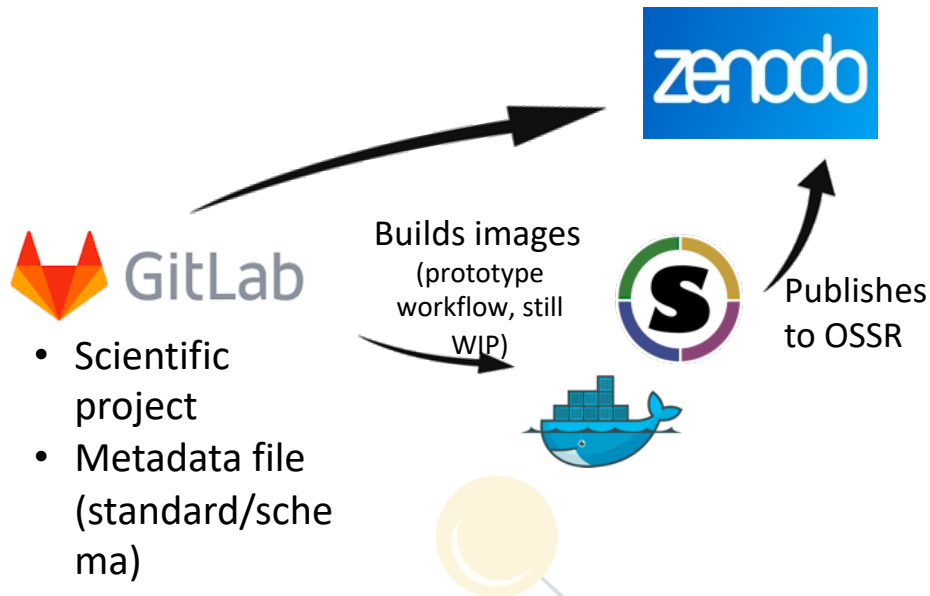 zenodo
GitLab
Builds images
(prototype
workflow, still
WIP)
S
Publishes
to OSSR
• Scientific
project
• Metadata file
(standard/sche
ma)